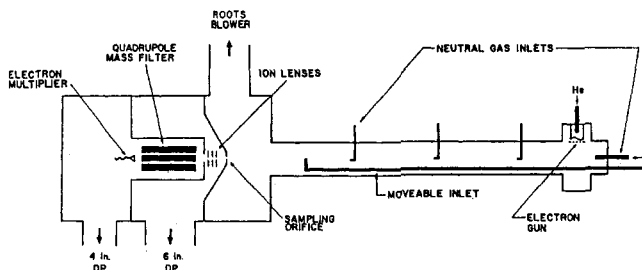 ROOTS
BLOWER
QUADRUPOLE
MASS FILTER
ELECTRON
MULTIPLIER
ION LENSES
NEUTRAL GAS INLETS
He
MOVEABLE INLET
SAMPLING
ORIFICE
ELECTRON
GUN
4 In.
DP
6 In.
DP